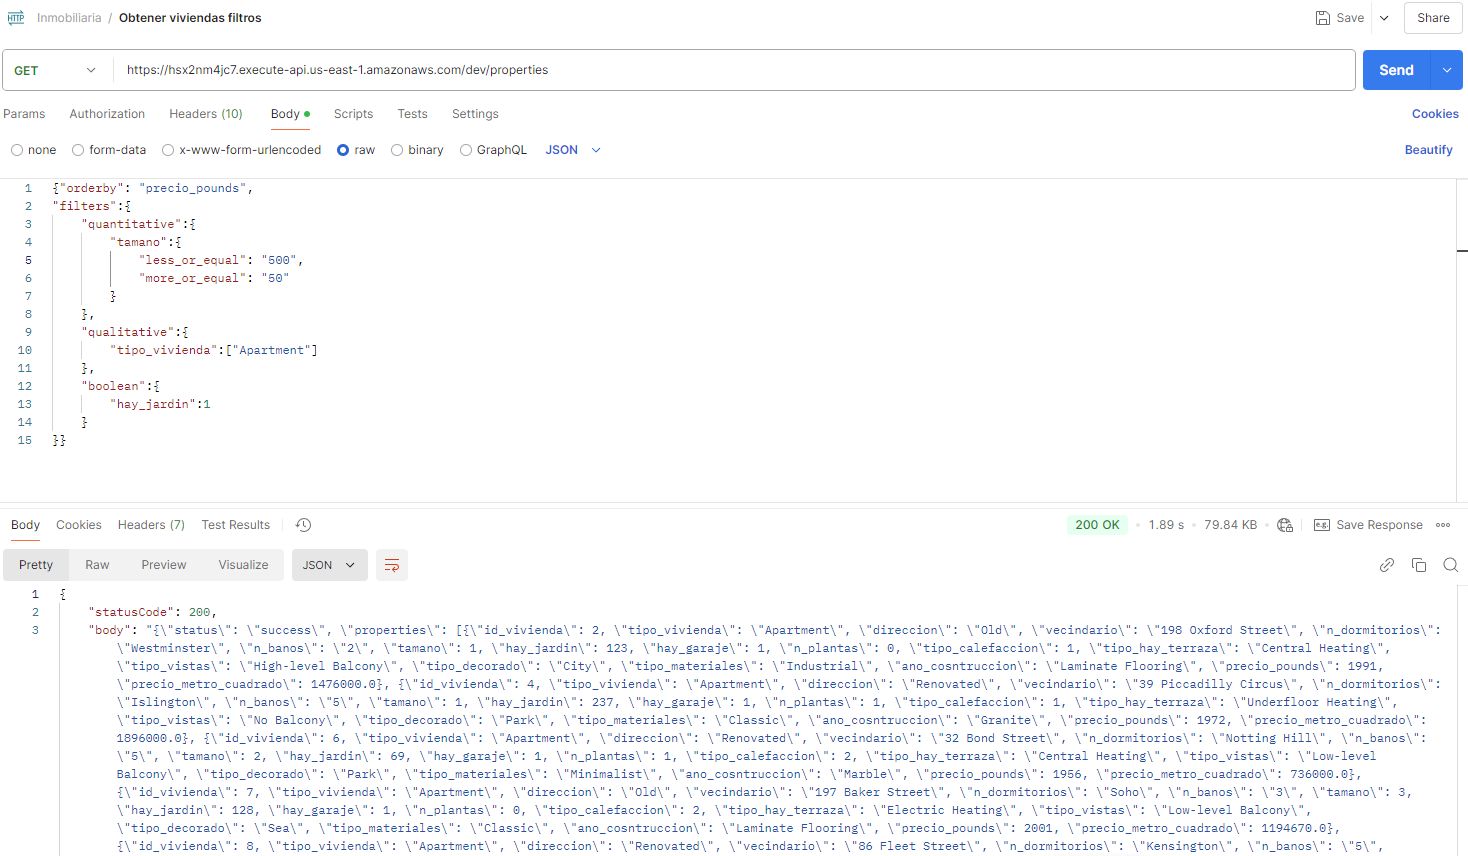 HTTP Inmobiliaria / Obtener viviendas filtros Save Share
GET https://hsx2nm4jc7.execute-api.us-east-1.amazonaws.com/dev/properties Send
Params Authorization Headers (10) Body Scripts Tests Settings Cookies
none form-data x-www-form-urlencoded raw binary GraphQL JSON Beautify
1 {"orderby": "precio_pounds",
2 "filters":{
3 "quantitative":{
4 "tamano":{
5 "less_or_equal": "500",
6 "more_or_equal": "50"
7 }
8 },
9 "qualitative":{
10 "tipo_vivienda":["Apartment"]
11 },
12 "boolean":{
13 "hay_jardin":1
14 }
15 }}
Body Cookies Headers (7) Test Results 200 OK • 1.89 s • 79.84 KB • e.g. Save Response
Pretty Raw Preview Visualize JSON
1 {
2 "statusCode": 200,
3 "body": "{\"status\": \"success\", \"properties\": [{\"id_vivienda\": 2, \"tipo_vivienda\": \"Apartment\", \"direccion\": \"Old\", \"vecindario\": \"198 Oxford Street\", \"n_dormitorios\":
\"Westminster\", \"n_banos\": \"2\", \"tamano\": 1, \"hay_jardin\": 123, \"hay_garaje\": 1, \"n_plantas\": 0, \"tipo_calefaccion\": 1, \"tipo_hay_terraza\": \"Central Heating\",
\"tipo_vistas\": \"High-level Balcony\", \"tipo_decorado\": \"City\", \"tipo_materiales\": \"Industrial\", \"ano_cosntruccion\": \"Laminate Flooring\", \"precio_pounds\": 1991,
\"precio_metro_cuadrado\": 1476000.0}, {\"id_vivienda\": 4, \"tipo_vivienda\": \"Apartment\", \"direccion\": \"Renovated\", \"vecindario\": \"39 Piccadilly Circus\", \"n_dormitorios\":
\"Islington\", \"n_banos\": \"5\", \"tamano\": 1, \"hay_jardin\": 237, \"hay_garaje\": 1, \"n_plantas\": 1, \"tipo_calefaccion\": 1, \"tipo_hay_terraza\": \"Underfloor Heating\",
\"tipo_vistas\": \"No Balcony\", \"tipo_decorado\": \"Park\", \"tipo_materiales\": \"Classic\", \"ano_cosntruccion\": \"Granite\", \"precio_pounds\": 1972, \"precio_metro_cuadrado\":
1896000.0}, {\"id_vivienda\": 6, \"tipo_vivienda\": \"Apartment\", \"direccion\": \"Renovated\", \"vecindario\": \"32 Bond Street\", \"n_dormitorios\": \"Notting Hill\", \"n_banos\":
\"5\", \"tamano\": 2, \"hay_jardin\": 69, \"hay_garaje\": 1, \"n_plantas\": 1, \"tipo_calefaccion\": 2, \"tipo_hay_terraza\": \"Central Heating\", \"tipo_vistas\": \"Low-level
Balcony\", \"tipo_decorado\": \"Park\", \"tipo_materiales\": \"Minimalist\", \"ano_cosntruccion\": \"Marble\", \"precio_pounds\": 1956, \"precio_metro_cuadrado\": 736000.0},
{\"id_vivienda\": 7, \"tipo_vivienda\": \"Apartment\", \"direccion\": \"Old\", \"vecindario\": \"197 Baker Street\", \"n_dormitorios\": \"Soho\", \"n_banos\": \"3\", \"tamano\": 3,
\"hay_jardin\": 128, \"hay_garaje\": 1, \"n_plantas\": 0, \"tipo_calefaccion\": 2, \"tipo_hay_terraza\": \"Electric Heating\", \"tipo_vistas\": \"Low-level Balcony\",
\"tipo_decorado\": \"Sea\", \"tipo_materiales\": \"Classic\", \"ano_cosntruccion\": \"Laminate Flooring\", \"precio_pounds\": 2001, \"precio_metro_cuadrado\": 1194670.0},
{\"id_vivienda\": 8, \"tipo_vivienda\": \"Apartment\", \"direccion\": \"Renovated\", \"vecindario\": \"86 Fleet Street\", \"n_dormitorios\": \"Kensington\", \"n_banos\": \"5\",